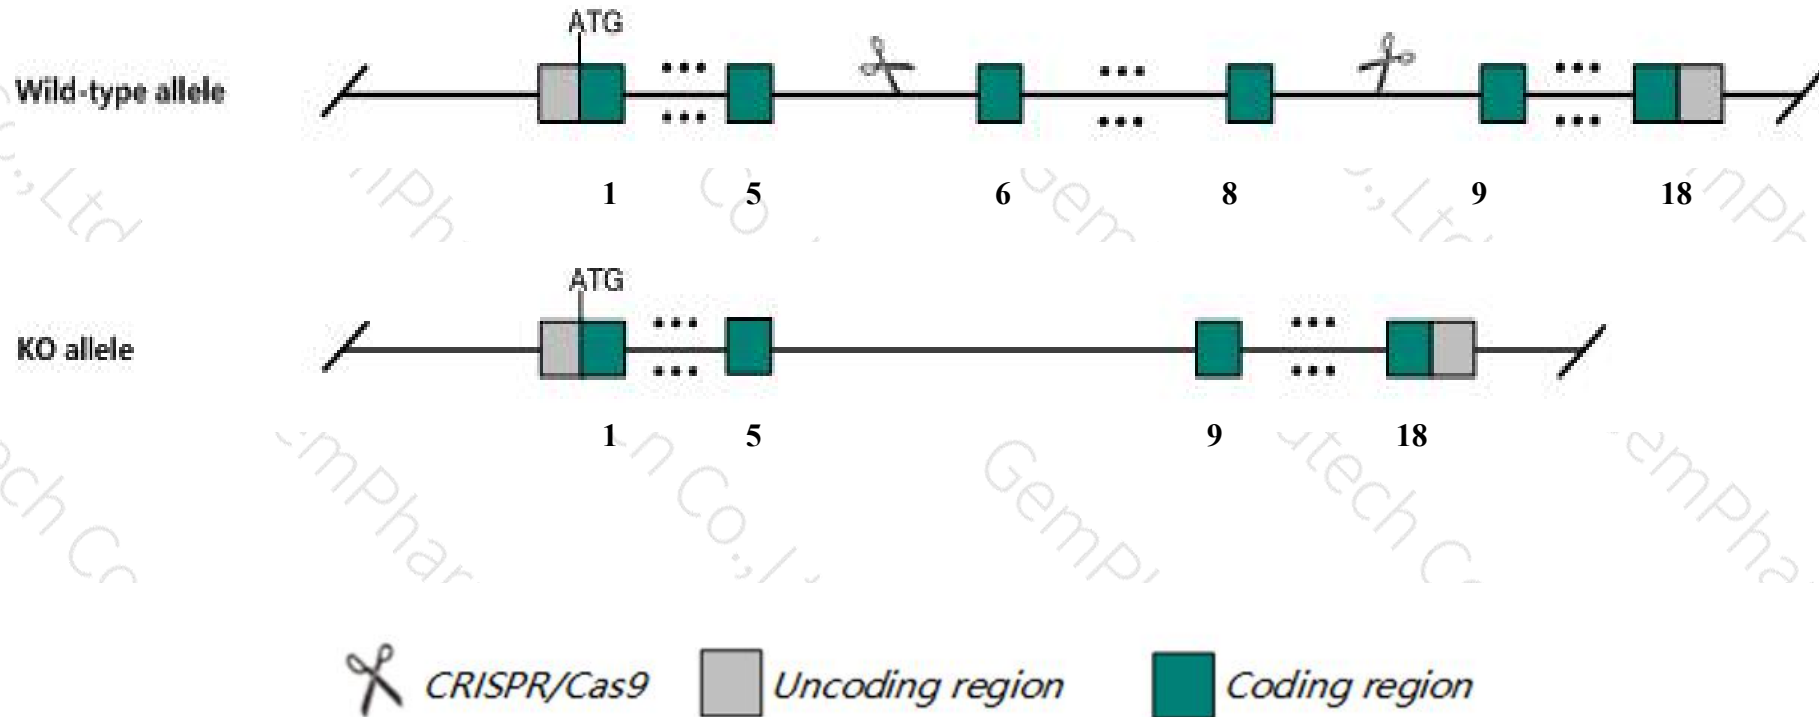 ATG
Wild-type allele
1 5 6 8 9 18
ATG
KO allele
1 5 9 18
CRISPR/Cas9 Uncoding region Coding region
GemPh